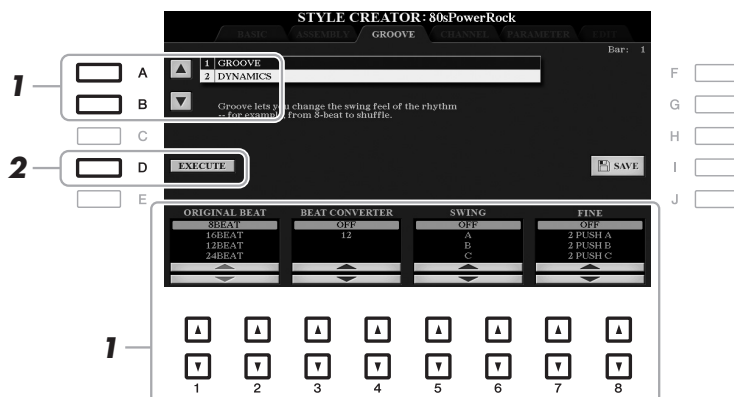 STYLE CREATOR: 80sPowerRock
BASIC ASSEMBLY GROOVE CHANNEL PARAMETER EDIT
Bar: 1
1 GROOVE
2 DYNAMICS
Groove lets you change the swing feel of the rhythm
-- for example, from 8-beat to shuffle.
EXECUTE
SAVE
1
2
1
A
B
C
D
E
F
G
H
I
J
ORIGINAL BEAT BEAT CONVERTER SWING FINE
8BEAT OFF OFF OFF
16BEAT 12 A 2 PUSH A
12BEAT B 2 PUSH B
24BEAT C 2 PUSH C
1 2 3 4 5 6 7 8